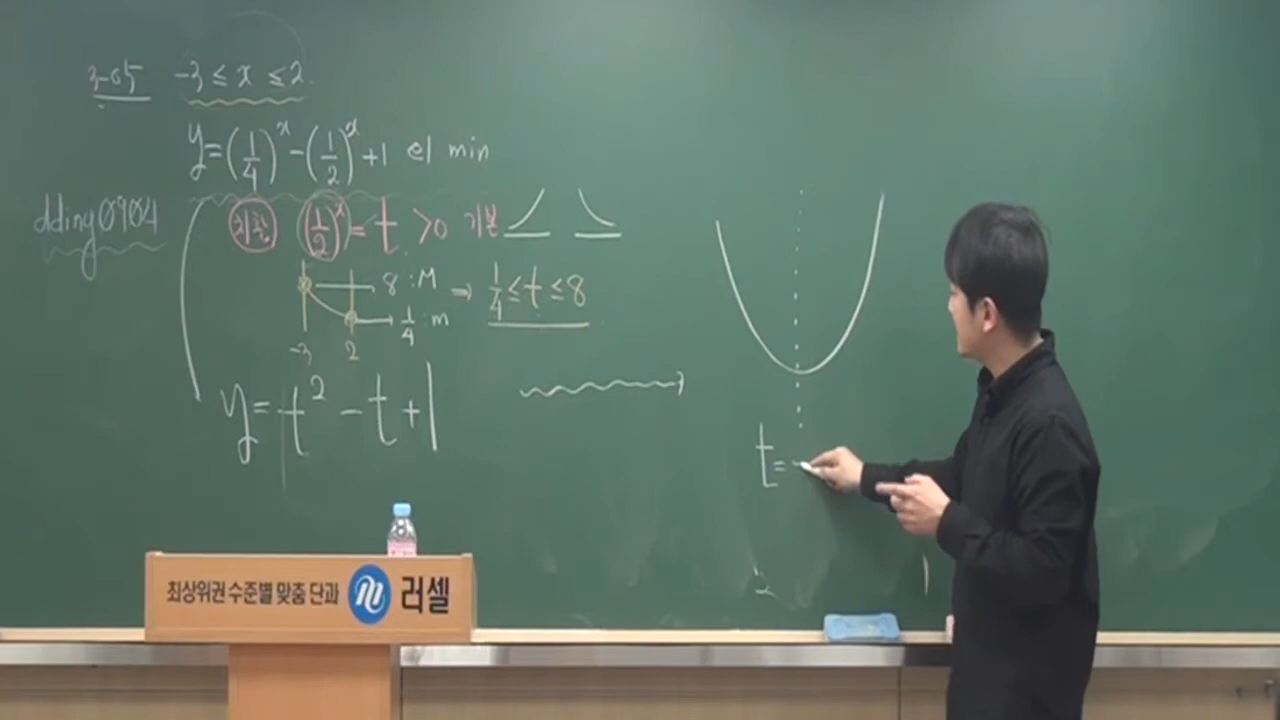 3-05 -3 ≤ x ≤ 2.
y=(1/4)^x-(1/2)^x+1 의 min
dding0904
치환 (1/2)^x = t >0 기본
8 : M ⇒ 1/4 ≤ t ≤ 8
1/4 : m
-3 2
y= t^2 - t + 1
t=
최상위권 수준별 맞춤 단과 러셀